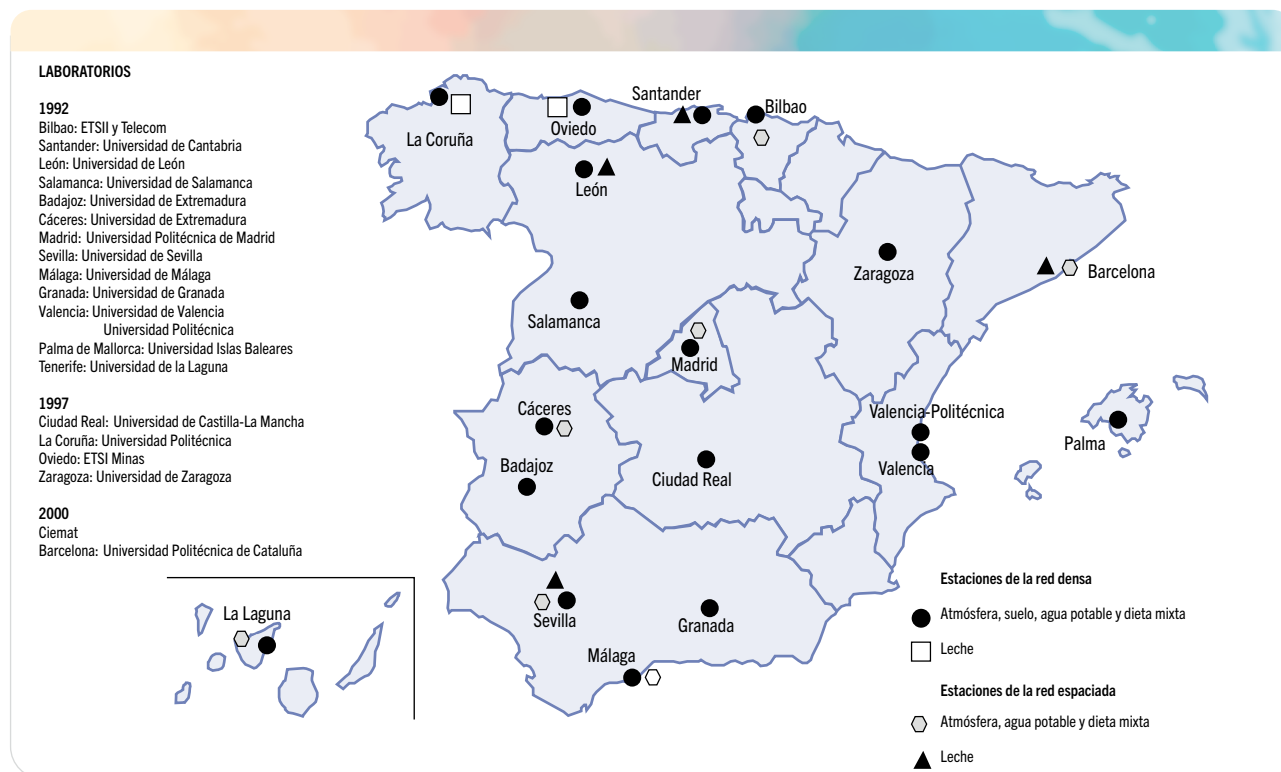 LABORATORIOS
1992
Bilbao: ETSII y Telecom
Santander: Universidad de Cantabria
León: Universidad de León
Salamanca: Universidad de Salamanca
Badajoz: Universidad de Extremadura
Cáceres: Universidad de Extremadura
Madrid: Universidad Politécnica de Madrid
Sevilla: Universidad de Sevilla
Málaga: Universidad de Málaga
Granada: Universidad de Granada
Valencia: Universidad de Valencia
Universidad Politécnica
Palma de Mallorca: Universidad Islas Baleares
Tenerife: Universidad de la Laguna
1997
Ciudad Real: Universidad de Castilla-La Mancha
La Coruña: Universidad Politécnica
Oviedo: ETSI Minas
Zaragoza: Universidad de Zaragoza
2000
Ciemat
Barcelona: Universidad Politécnica de Cataluña
La Coruña
Oviedo
Santander
Bilbao
León
Zaragoza
Barcelona
Salamanca
Madrid
Cáceres
Valencia-Politécnica
Badajoz
Ciudad Real
Valencia
Palma
La Laguna
Sevilla
Granada
Málaga
Estaciones de la red densa
Atmósfera, suelo, agua potable y dieta mixta
Leche
Estaciones de la red espaciada
Atmósfera, agua potable y dieta mixta
Leche